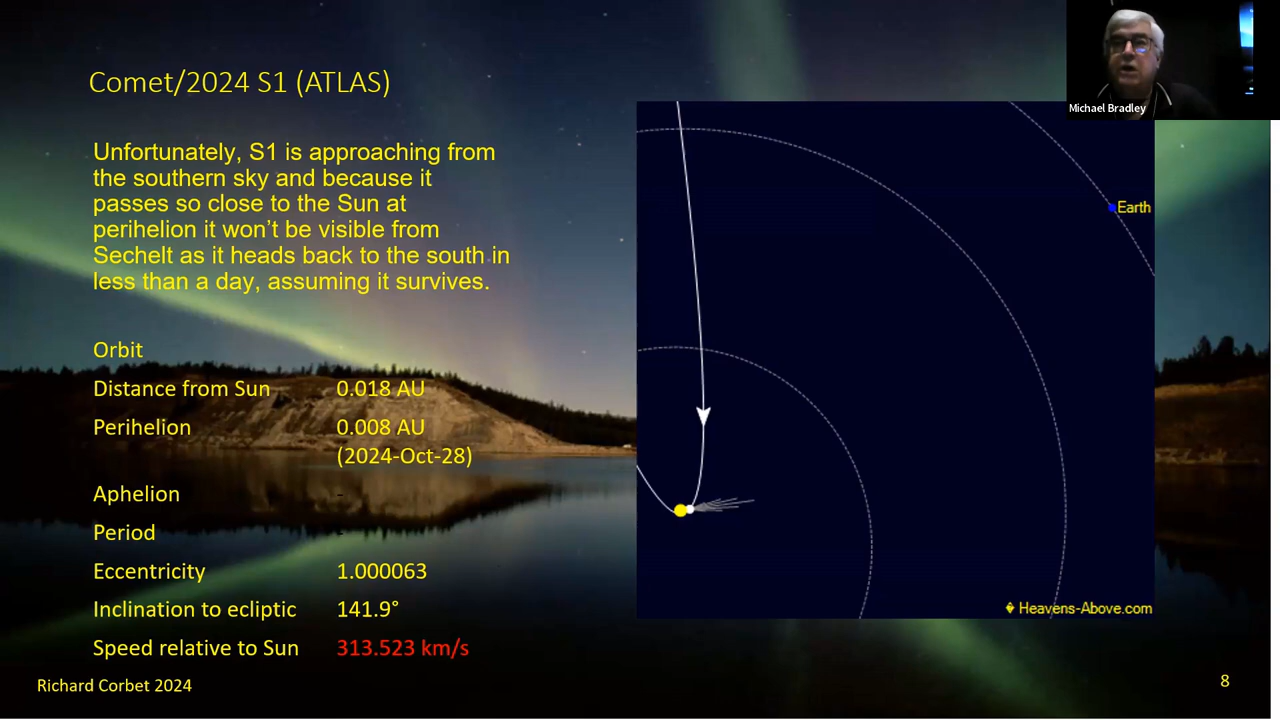 Comet/2024 S1 (ATLAS)
Michael Bradley
Unfortunately, S1 is approaching from
the southern sky and because it
passes so close to the Sun at
perihelion it won’t be visible from
Sechelt as it heads back to the south in
less than a day, assuming it survives.
Earth
Orbit
Distance from Sun 0.018 AU
Perihelion 0.008 AU
(2024-Oct-28)
Aphelion -
Period -
Eccentricity 1.000063
Inclination to ecliptic 141.9°
Heavens-Above.com
Speed relative to Sun 313.523 km/s
Richard Corbet 2024
8